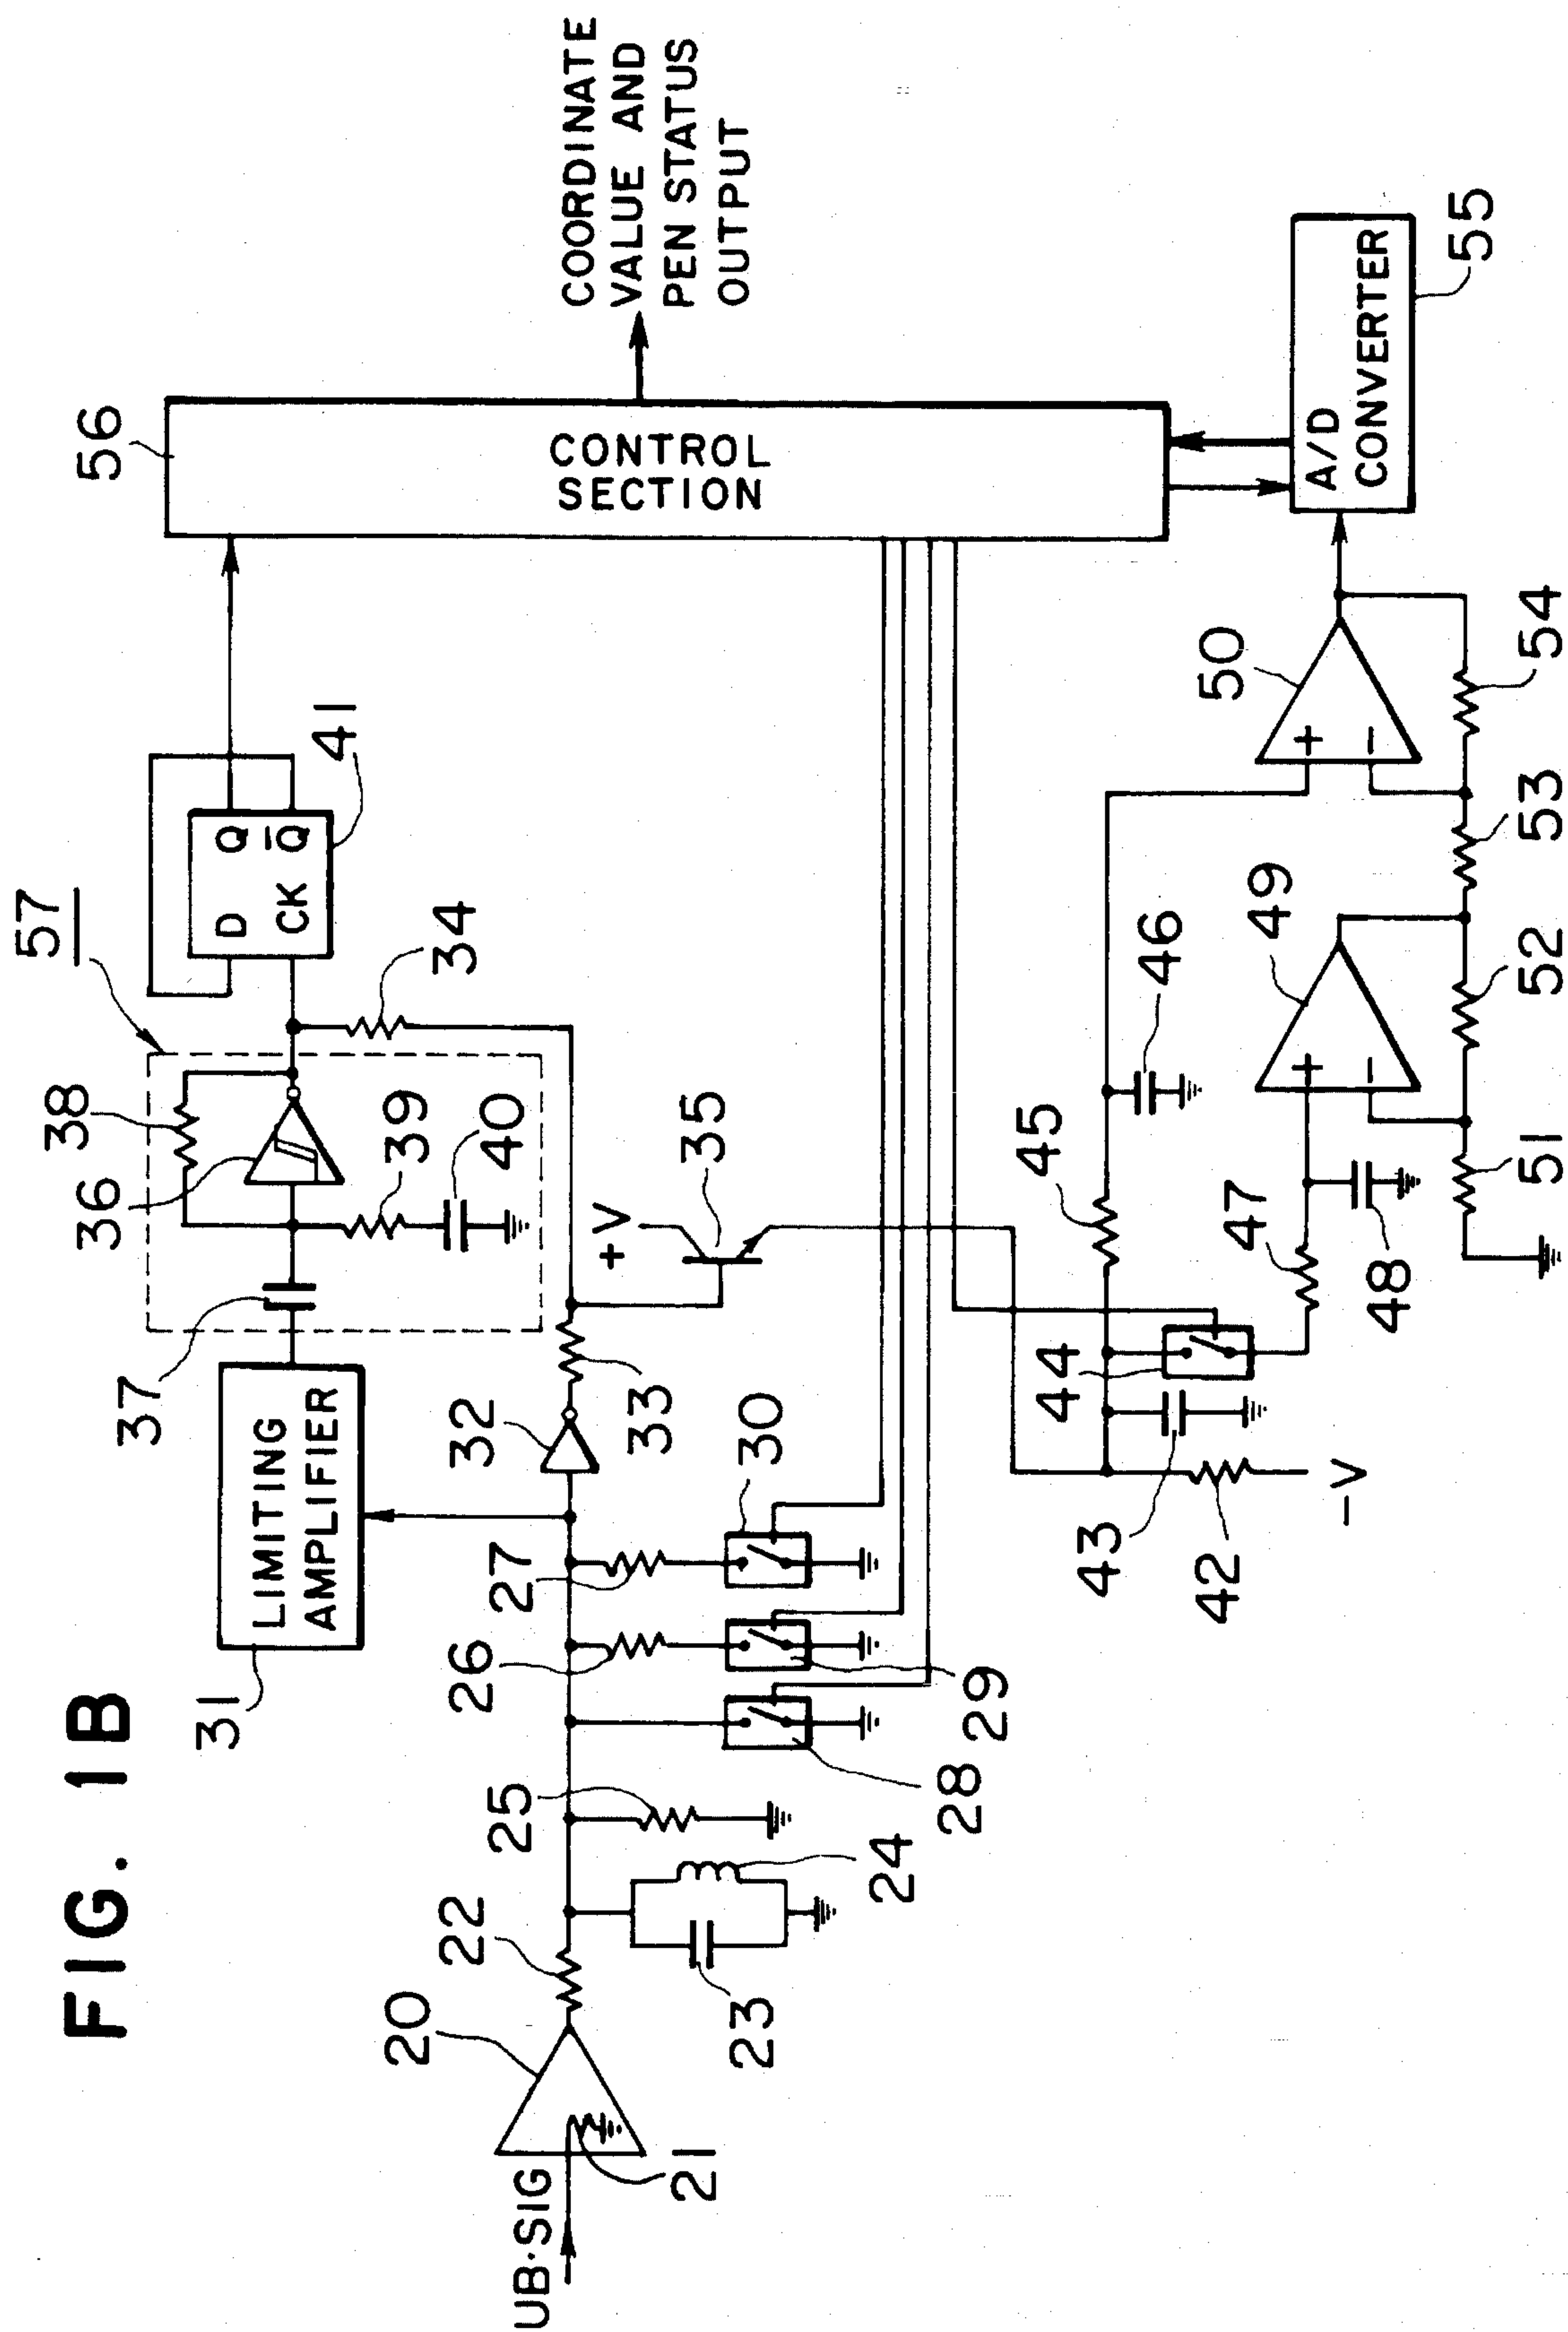 FIG. 1B
57
56
31
LIMITING
AMPLIFIER
37
36
38
39
40
D Q
CK Q̅
41
34
CONTROL
SECTION
COORDINATE
VALUE AND
PEN STATUS
OUTPUT
UB·SIG
20
21
22
23
24
25
26
27
28
29
30
32
33
+V
35
43
42
-V
44
45
46
47
48
+
-
49
+
-
50
51
52
53
54
A/D
CONVERTER
55